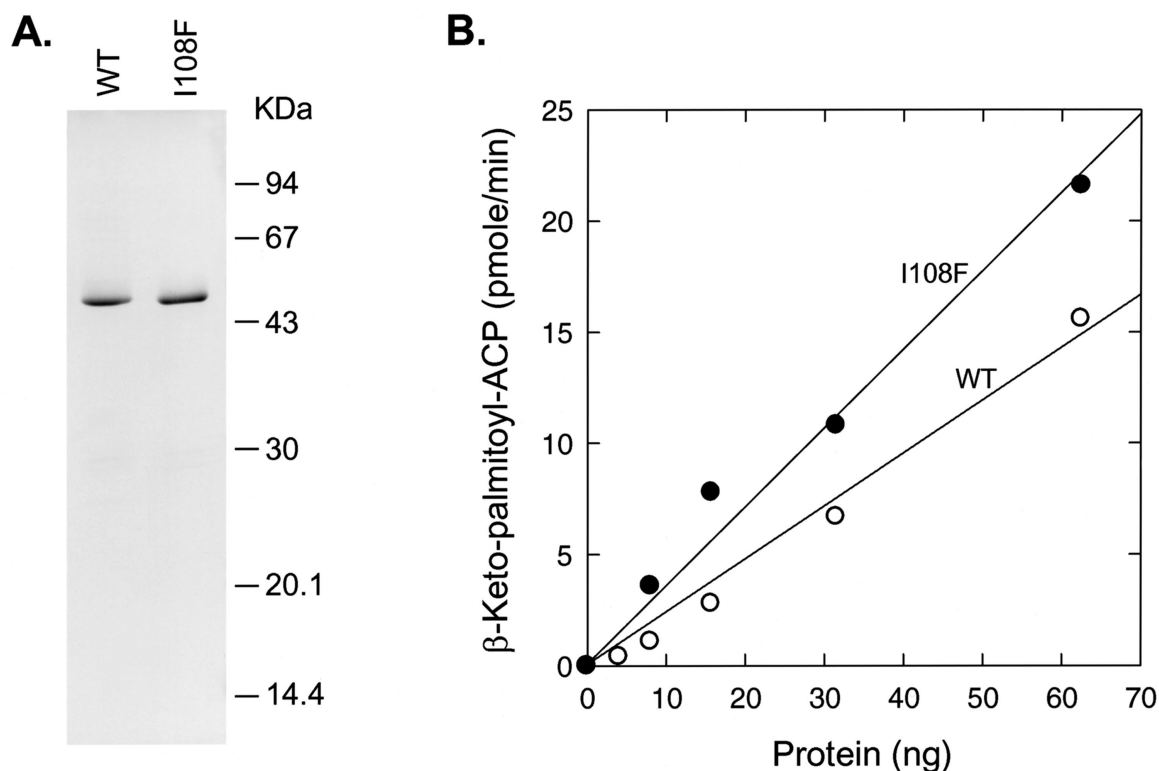 A.
WT
I108F
KDa
94
67
43
30
20.1
14.4
B.
β-Keto-palmitoyl-ACP (pmole/min)
25
20
15
10
5
0
I108F
WT
0 10 20 30 40 50 60 70
Protein (ng)